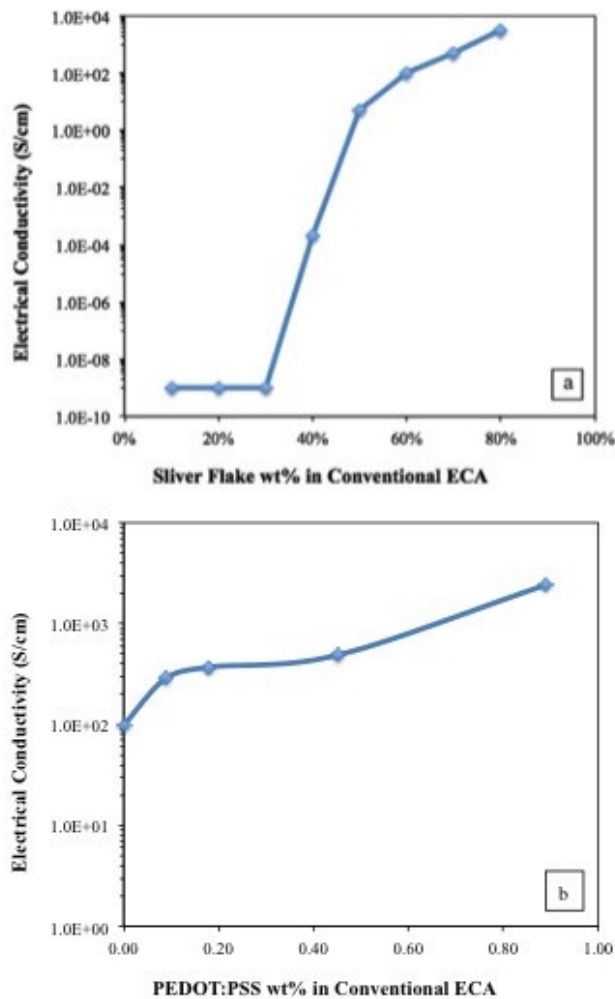 Electrical Conductivity (S/cm)
1.0E+04
1.0E+02
1.0E+00
1.0E-02
1.0E-04
1.0E-06
1.0E-08
1.0E-10
a
0% 20% 40% 60% 80% 100%
Sliver Flake wt% in Conventional ECA
Electrical Conductivity (S/cm)
1.0E+04
1.0E+03
1.0E+02
1.0E+01
1.0E+00
b
0.00 0.20 0.40 0.60 0.80 1.00
PEDOT:PSS wt% in Conventional ECA